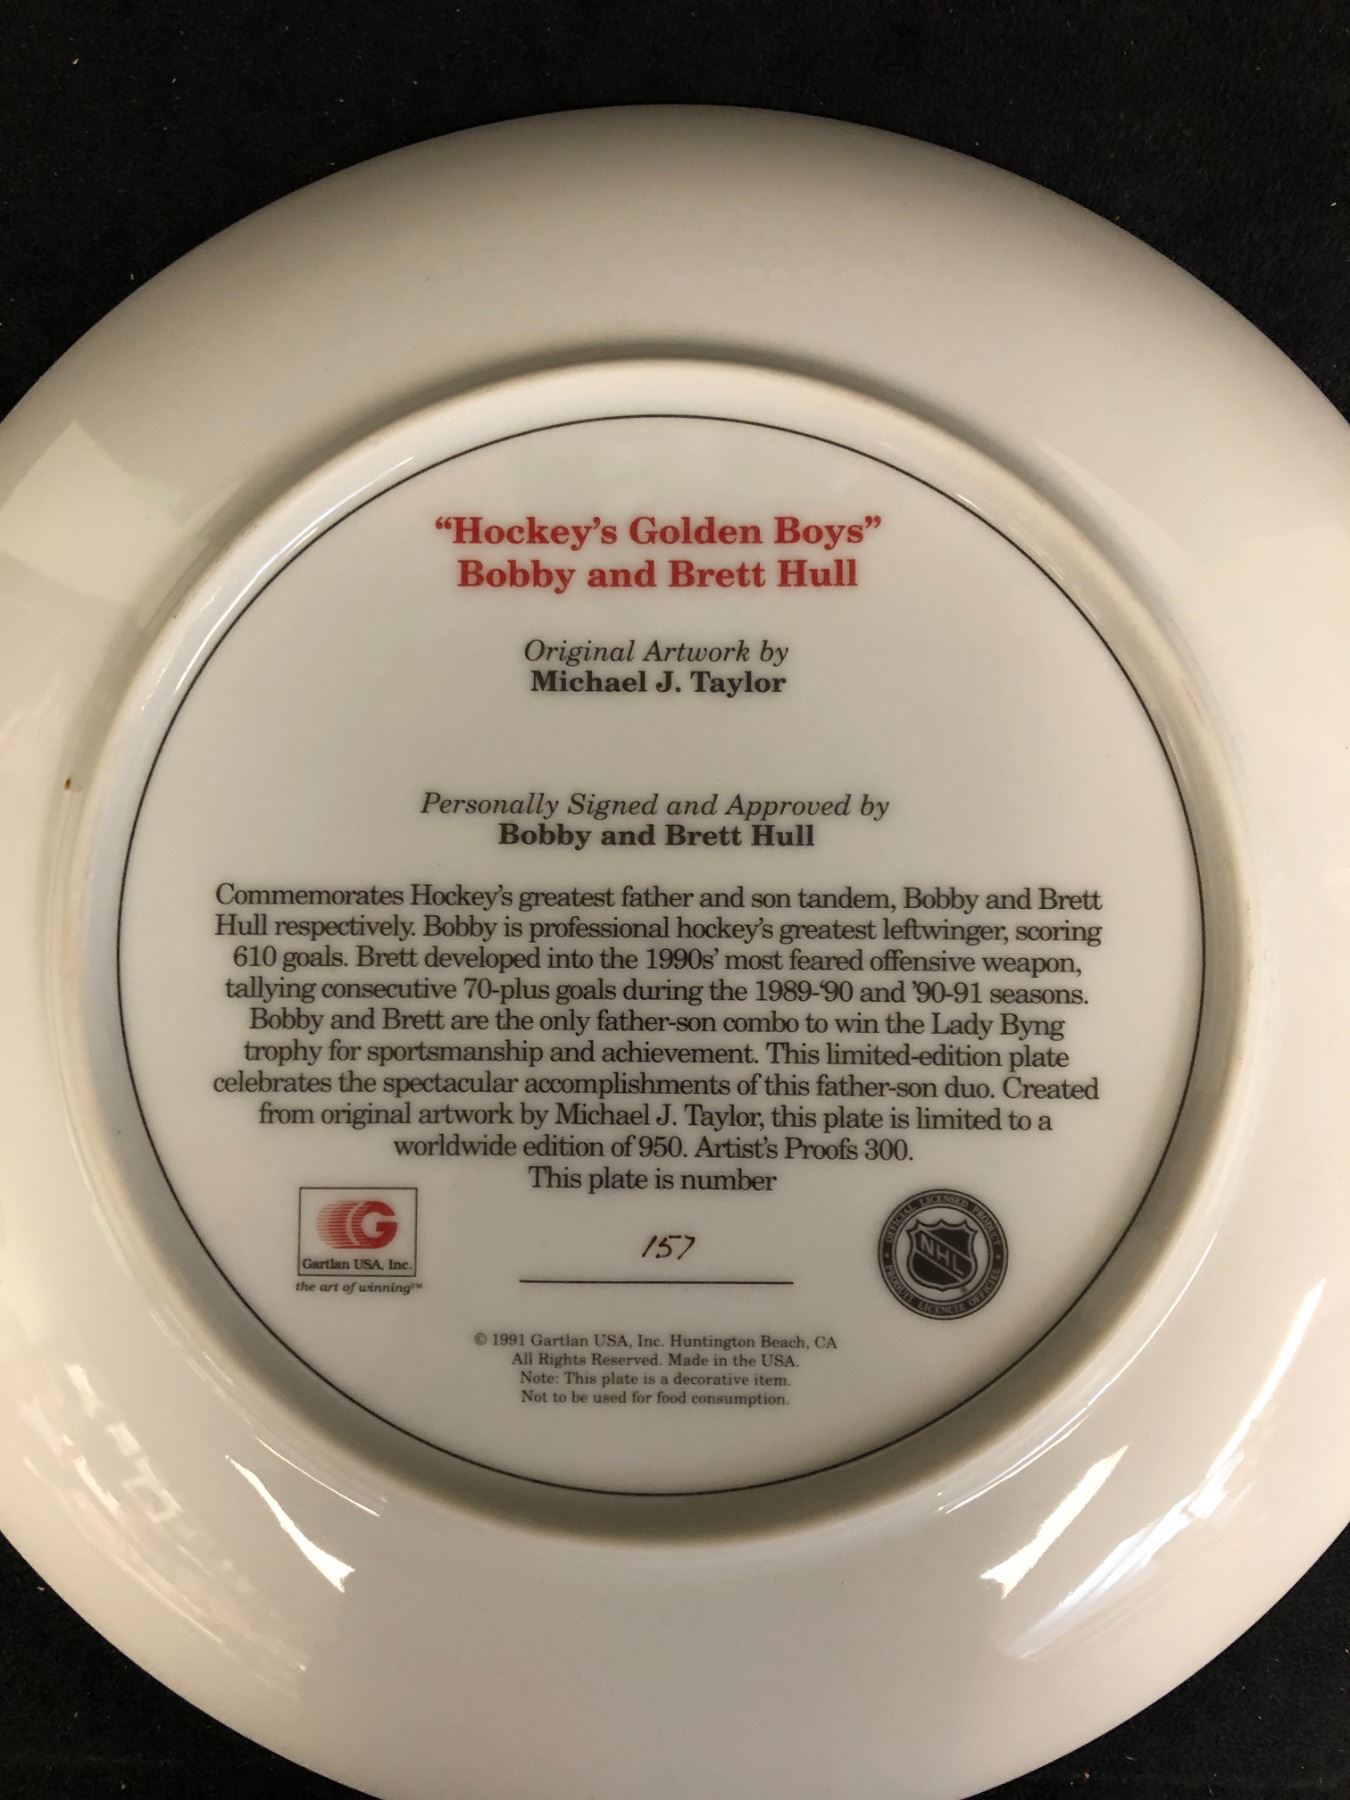 “Hockey’s Golden Boys”
Bobby and Brett Hull
Original Artwork by
Michael J. Taylor
Personally Signed and Approved by
Bobby and Brett Hull
Commemorates Hockey’s greatest father and son tandem, Bobby and Brett
Hull respectively. Bobby is professional hockey’s greatest leftwinger, scoring
610 goals. Brett developed into the 1990s’ most feared offensive weapon,
tallying consecutive 70-plus goals during the 1989-’90 and ’90-91 seasons.
Bobby and Brett are the only father-son combo to win the Lady Byng
trophy for sportsmanship and achievement. This limited-edition plate
celebrates the spectacular accomplishments of this father-son duo. Created
from original artwork by Michael J. Taylor, this plate is limited to a
worldwide edition of 950. Artist’s Proofs 300.
This plate is number
157
G
Gartlan USA, Inc.
the art of winning™
OFFICIAL LICENSED PRODUCT
NHL
PRODUIT LICENCIE OFFICIEL
© 1991 Gartlan USA, Inc. Huntington Beach, CA
All Rights Reserved. Made in the USA.
Note: This plate is a decorative item.
Not to be used for food consumption.